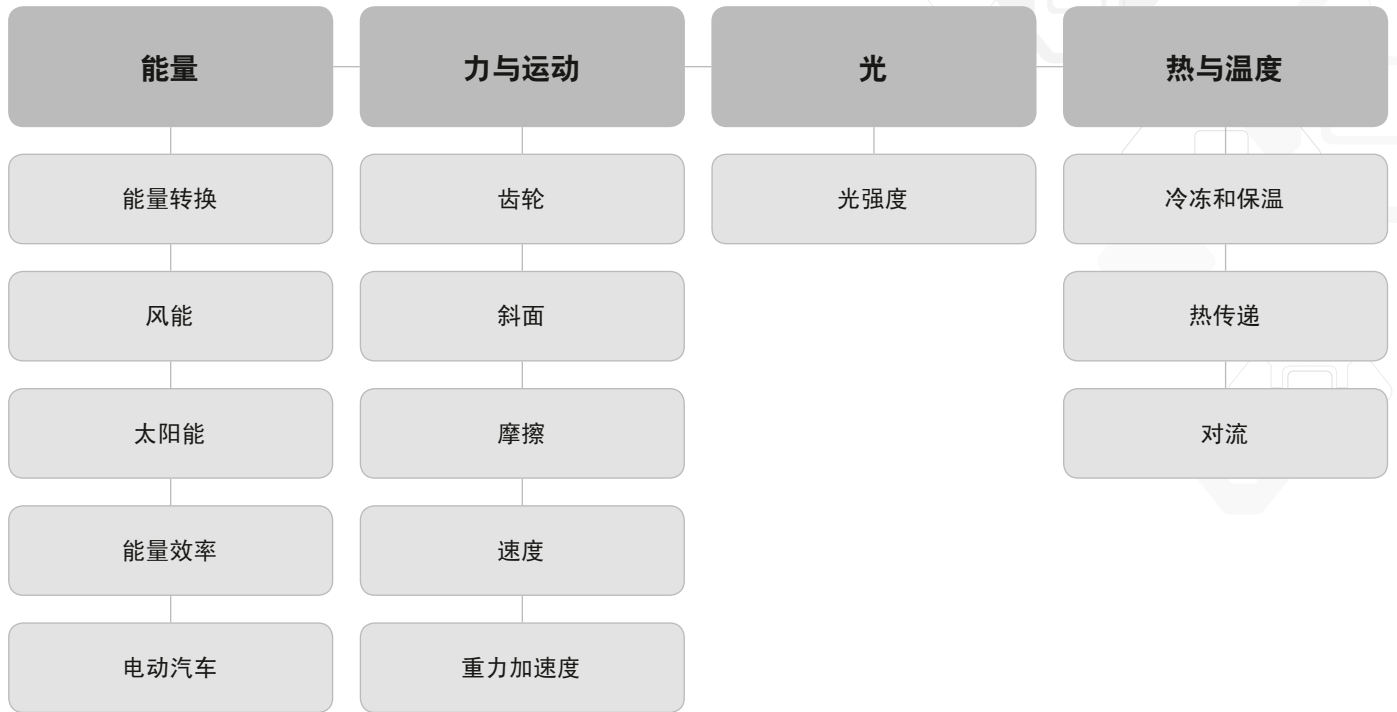 能量
力与运动
光
热与温度
能量转换
齿轮
光强度
冷冻和保温
风能
斜面
热传递
太阳能
摩擦
对流
能量效率
速度
电动汽车
重力加速度